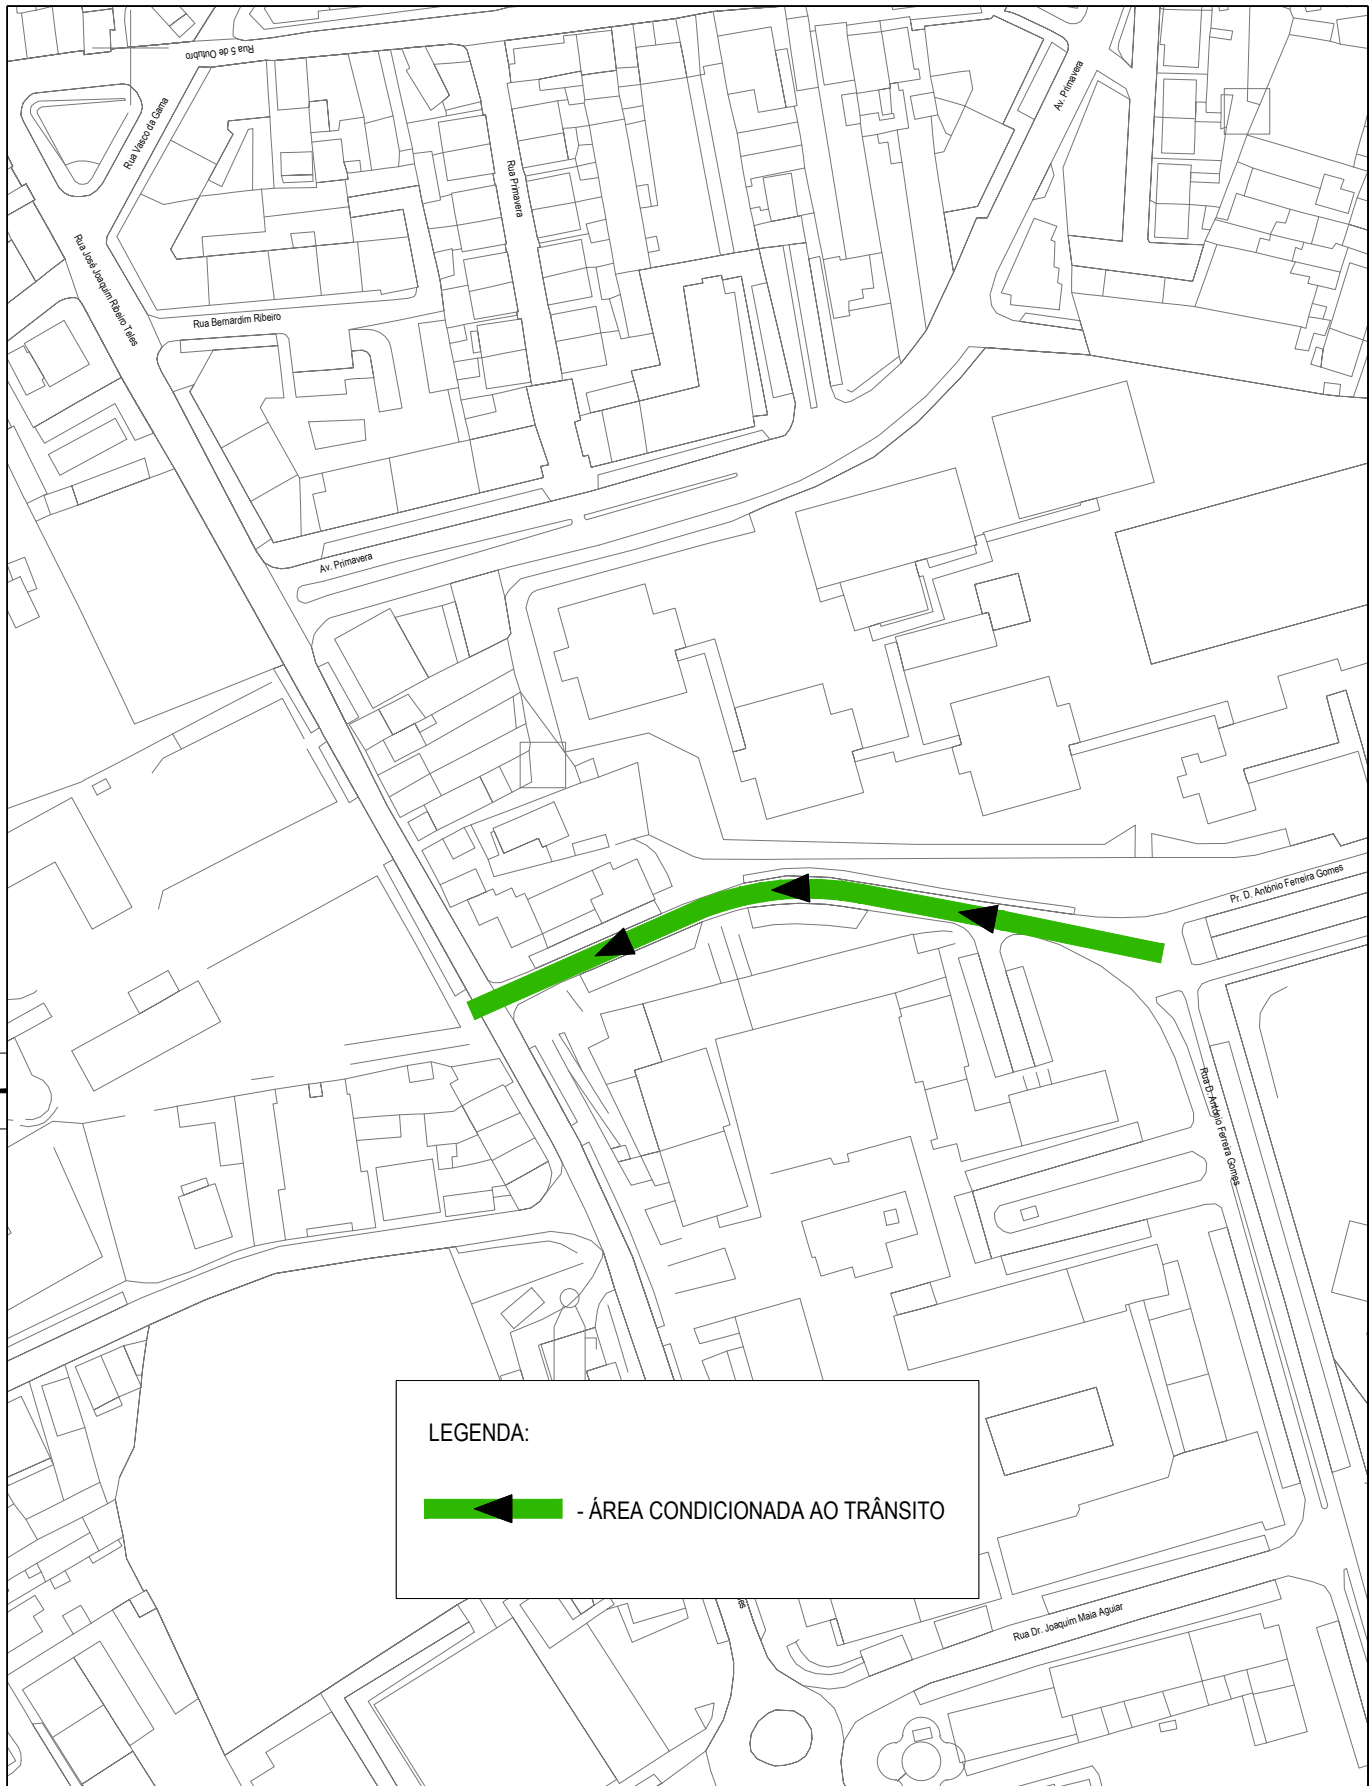 Rua 5 de Outubro
Rua Vasco da Gama
Av. Primavera
Rua Primavera
Rua José Joaquim Ribeiro Teles
Rua Bernardim Ribeiro
Av. Primavera
Pr. D. António Ferreira Gomes
Rua D. António Ferreira Gomes
LEGENDA:
- ÁREA CONDICIONADA AO TRÂNSITO
Rua Dr. Joaquim Maia Aguiar